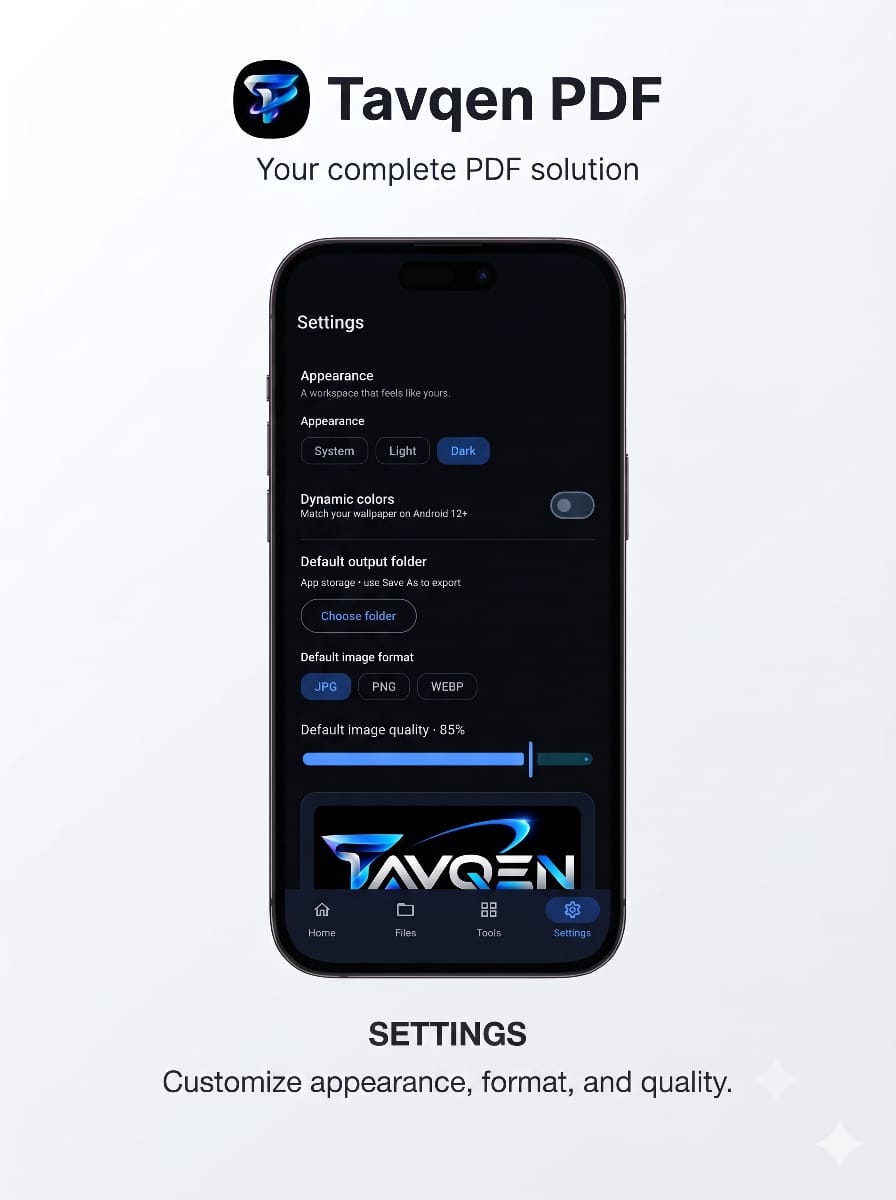 Tavqen PDF
Your complete PDF solution
Settings
Appearance
A workspace that feels like yours.
Appearance
System Light Dark
Dynamic colors
Match your wallpaper on Android 12+
Default output folder
App storage • use Save As to export
Choose folder
Default image format
JPG PNG WEBP
Default image quality · 85%
TAVQEN
Home Files Tools Settings
SETTINGS
Customize appearance, format, and quality.